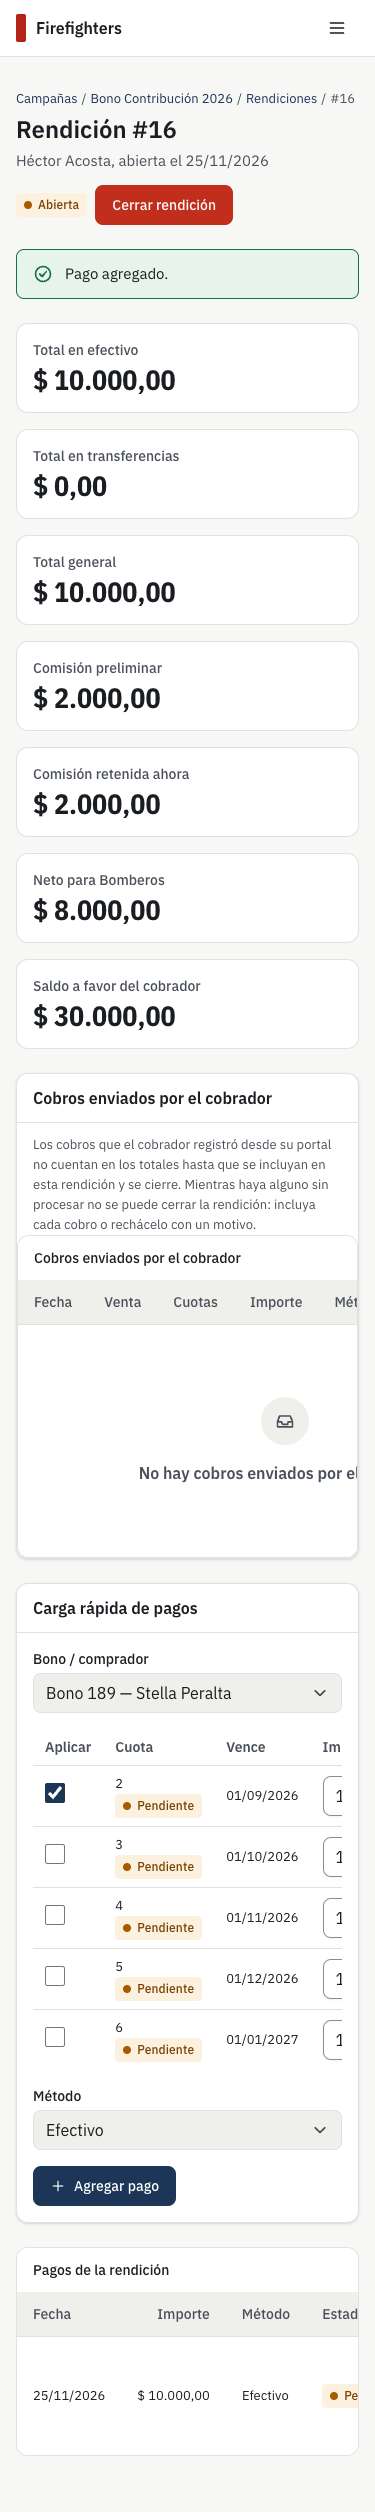 Firefighters
Campañas / Bono Contribución 2026 / Rendiciones / #16
Rendición #16
Héctor Acosta, abierta el 25/11/2026
Abierta
Cerrar rendición
Pago agregado.
Total en efectivo
$ 10.000,00
Total en transferencias
$ 0,00
Total general
$ 10.000,00
Comisión preliminar
$ 2.000,00
Comisión retenida ahora
$ 2.000,00
Neto para Bomberos
$ 8.000,00
Saldo a favor del cobrador
$ 30.000,00
Cobros enviados por el cobrador
Los cobros que el cobrador registró desde su portal
no cuentan en los totales hasta que se incluyan en
esta rendición y se cierre. Mientras haya alguno sin
procesar no se puede cerrar la rendición: incluya
cada cobro o rechácelo con un motivo.
Cobros enviados por el cobrador
Fecha Venta Cuotas Importe Mét
No hay cobros enviados por el
Carga rápida de pagos
Bono / comprador
Bono 189 — Stella Peralta
Aplicar Cuota Vence Im
2
Pendiente 01/09/2026 1
3
Pendiente 01/10/2026 1
4
Pendiente 01/11/2026 1
5
Pendiente 01/12/2026 1
6
Pendiente 01/01/2027 1
Método
Efectivo
+ Agregar pago
Pagos de la rendición
Fecha Importe Método Estad
25/11/2026 $ 10.000,00 Efectivo Pe